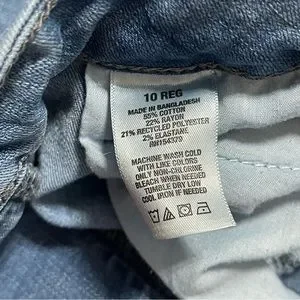 10 REG
MADE IN BANGLADESH
55% COTTON
22% RAYON
21% RECYCLED POLYESTER
2% ELASTANE
RN154379
MACHINE WASH COLD
WITH LIKE COLORS
ONLY NON-CHLORINE
BLEACH WHEN NEEDED
TUMBLE DRY LOW
COOL IRON IF NEEDED